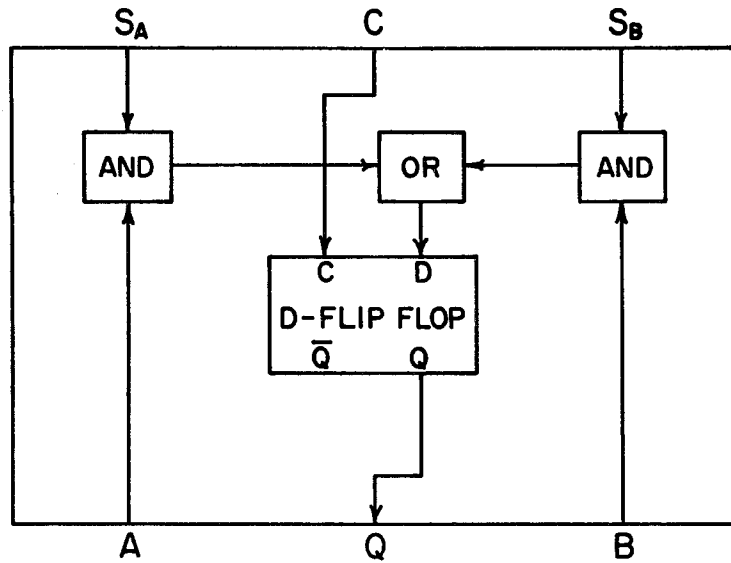 S_A C S_B
AND OR AND
C D
D-FLIP FLOP
Q̅ Q
A Q B